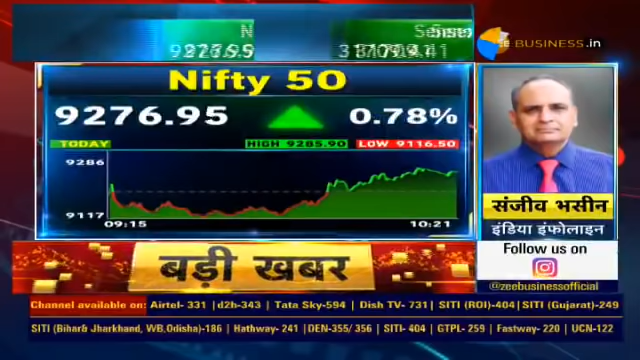 BUSINESS.in
Nifty 50
9276.95 0.78%
TODAY HIGH 9285.90 LOW 9116.50
9286
9117
09:15 10:21
संजीव भसीन
इंडिया इंफोलाइन
बड़ी खबर
Follow us on
@zeebusinessofficial
Channel available on: Airtel- 331 |d2h-343 | Tata Sky-594 | Dish TV- 731| SITI (ROI)-404| SITI (Gujarat)-249
SITI (Bihar& Jharkhand, WB,Odisha)-186 | Hathway- 241 |DEN-355/ 356 | SITI- 404 | GTPL- 259 | Fastway- 220 | UCN-122